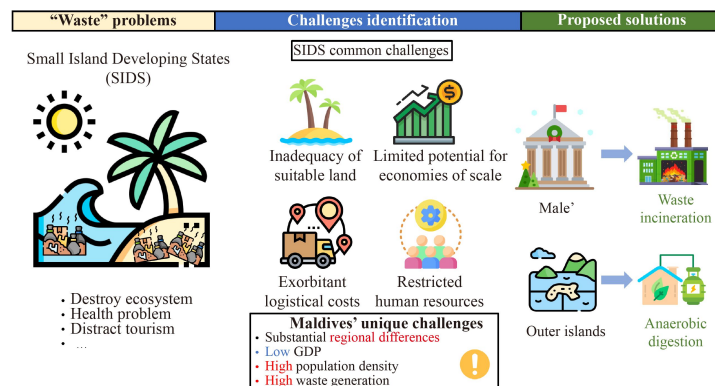 “Waste” problems
Challenges identification
Proposed solutions
Small Island Developing States
(SIDS)
• Destroy ecosystem
• Health problem
• Distract tourism
• ...
SIDS common challenges
Inadequacy of
suitable land
Limited potential for
economies of scale
Exorbitant
logistical costs
Restricted
human resources
Maldives’ unique challenges
• Substantial regional differences
• Low GDP
• High population density
• High waste generation
Male’
Waste
incineration
Outer islands
Anaerobic
digestion